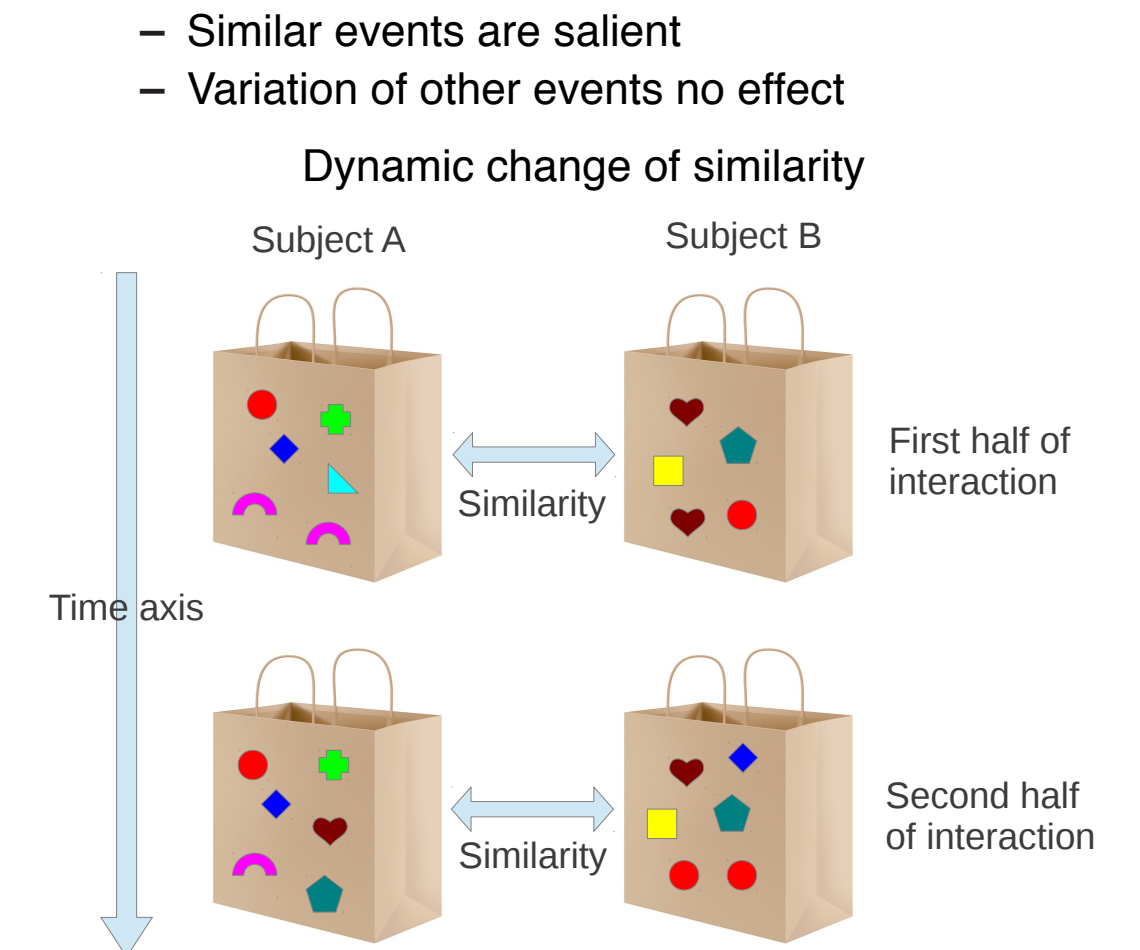 – Similar events are salient
– Variation of other events no effect
Dynamic change of similarity
Subject A
Subject B
First half of
interaction
Similarity
Time axis
Second half
of interaction
Similarity